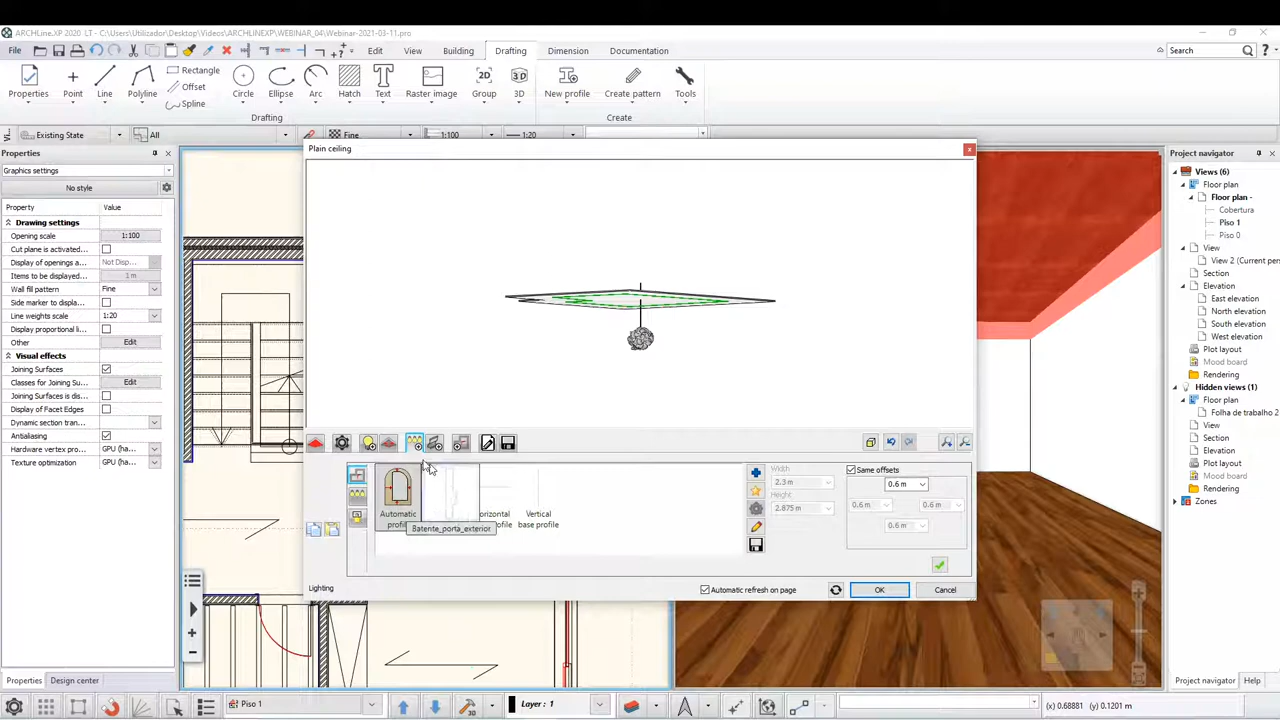 ARCHLine.XP 2020 LT - C:\Users\Utilizador\Desktop\Videos\ARCHLINEXP\WEBINAR_04\Webinar-2021-03-11.pro
File Edit View Building Drafting Dimension Documentation Search
Properties Point Line Polyline Rectangle Offset Spline Circle Ellipse Arc Hatch Text Raster image Group 3D New profile Create pattern Tools
2D
3D
Drafting Create
Existing State All Fine 1:100 1:20
Properties
Graphics settings
No style
Property Value
Drawing settings
Opening scale 1:100
Cut plane is activated...
Display of openings a... Not Disp...
Items to be displayed... 1 m
Wall fill pattern Fine
Side marker to displa...
Line weights scale 1:20
Display proportional li...
Other Edit
Visual effects
Joining Surfaces
Classes for Joining Su... Edit
Joining Surfaces is dis...
Display of Facet Edges
Dynamic section tran...
Antialiasing
Hardware vertex pro... GPU (ha...
Texture optimization GPU (ha...
Properties Design center
Plain ceiling
Automatic
profile
Batente_porta_exterior
orizontal
ofile
Vertical
base profile
Width
2.3 m
Height
2.875 m
Same offsets
0.6 m
0.6 m 0.6 m
0.6 m
Lighting
Automatic refresh on page
OK Cancel
Project navigator
Views (6)
Floor plan
Floor plan -
Cobertura
Piso 1
Piso 0
View
View 2 (Current per
Section
Elevation
East elevation
North elevation
South elevation
West elevation
Plot layout
Mood board
Rendering
Hidden views (1)
Floor plan
Folha de trabalho 2
View
Section
Elevation
Plot layout
Mood board
Rendering
Zones
Project navigator Help
Piso 1 Layer : 1 (x) 0.68881 (y) 0.1201 m